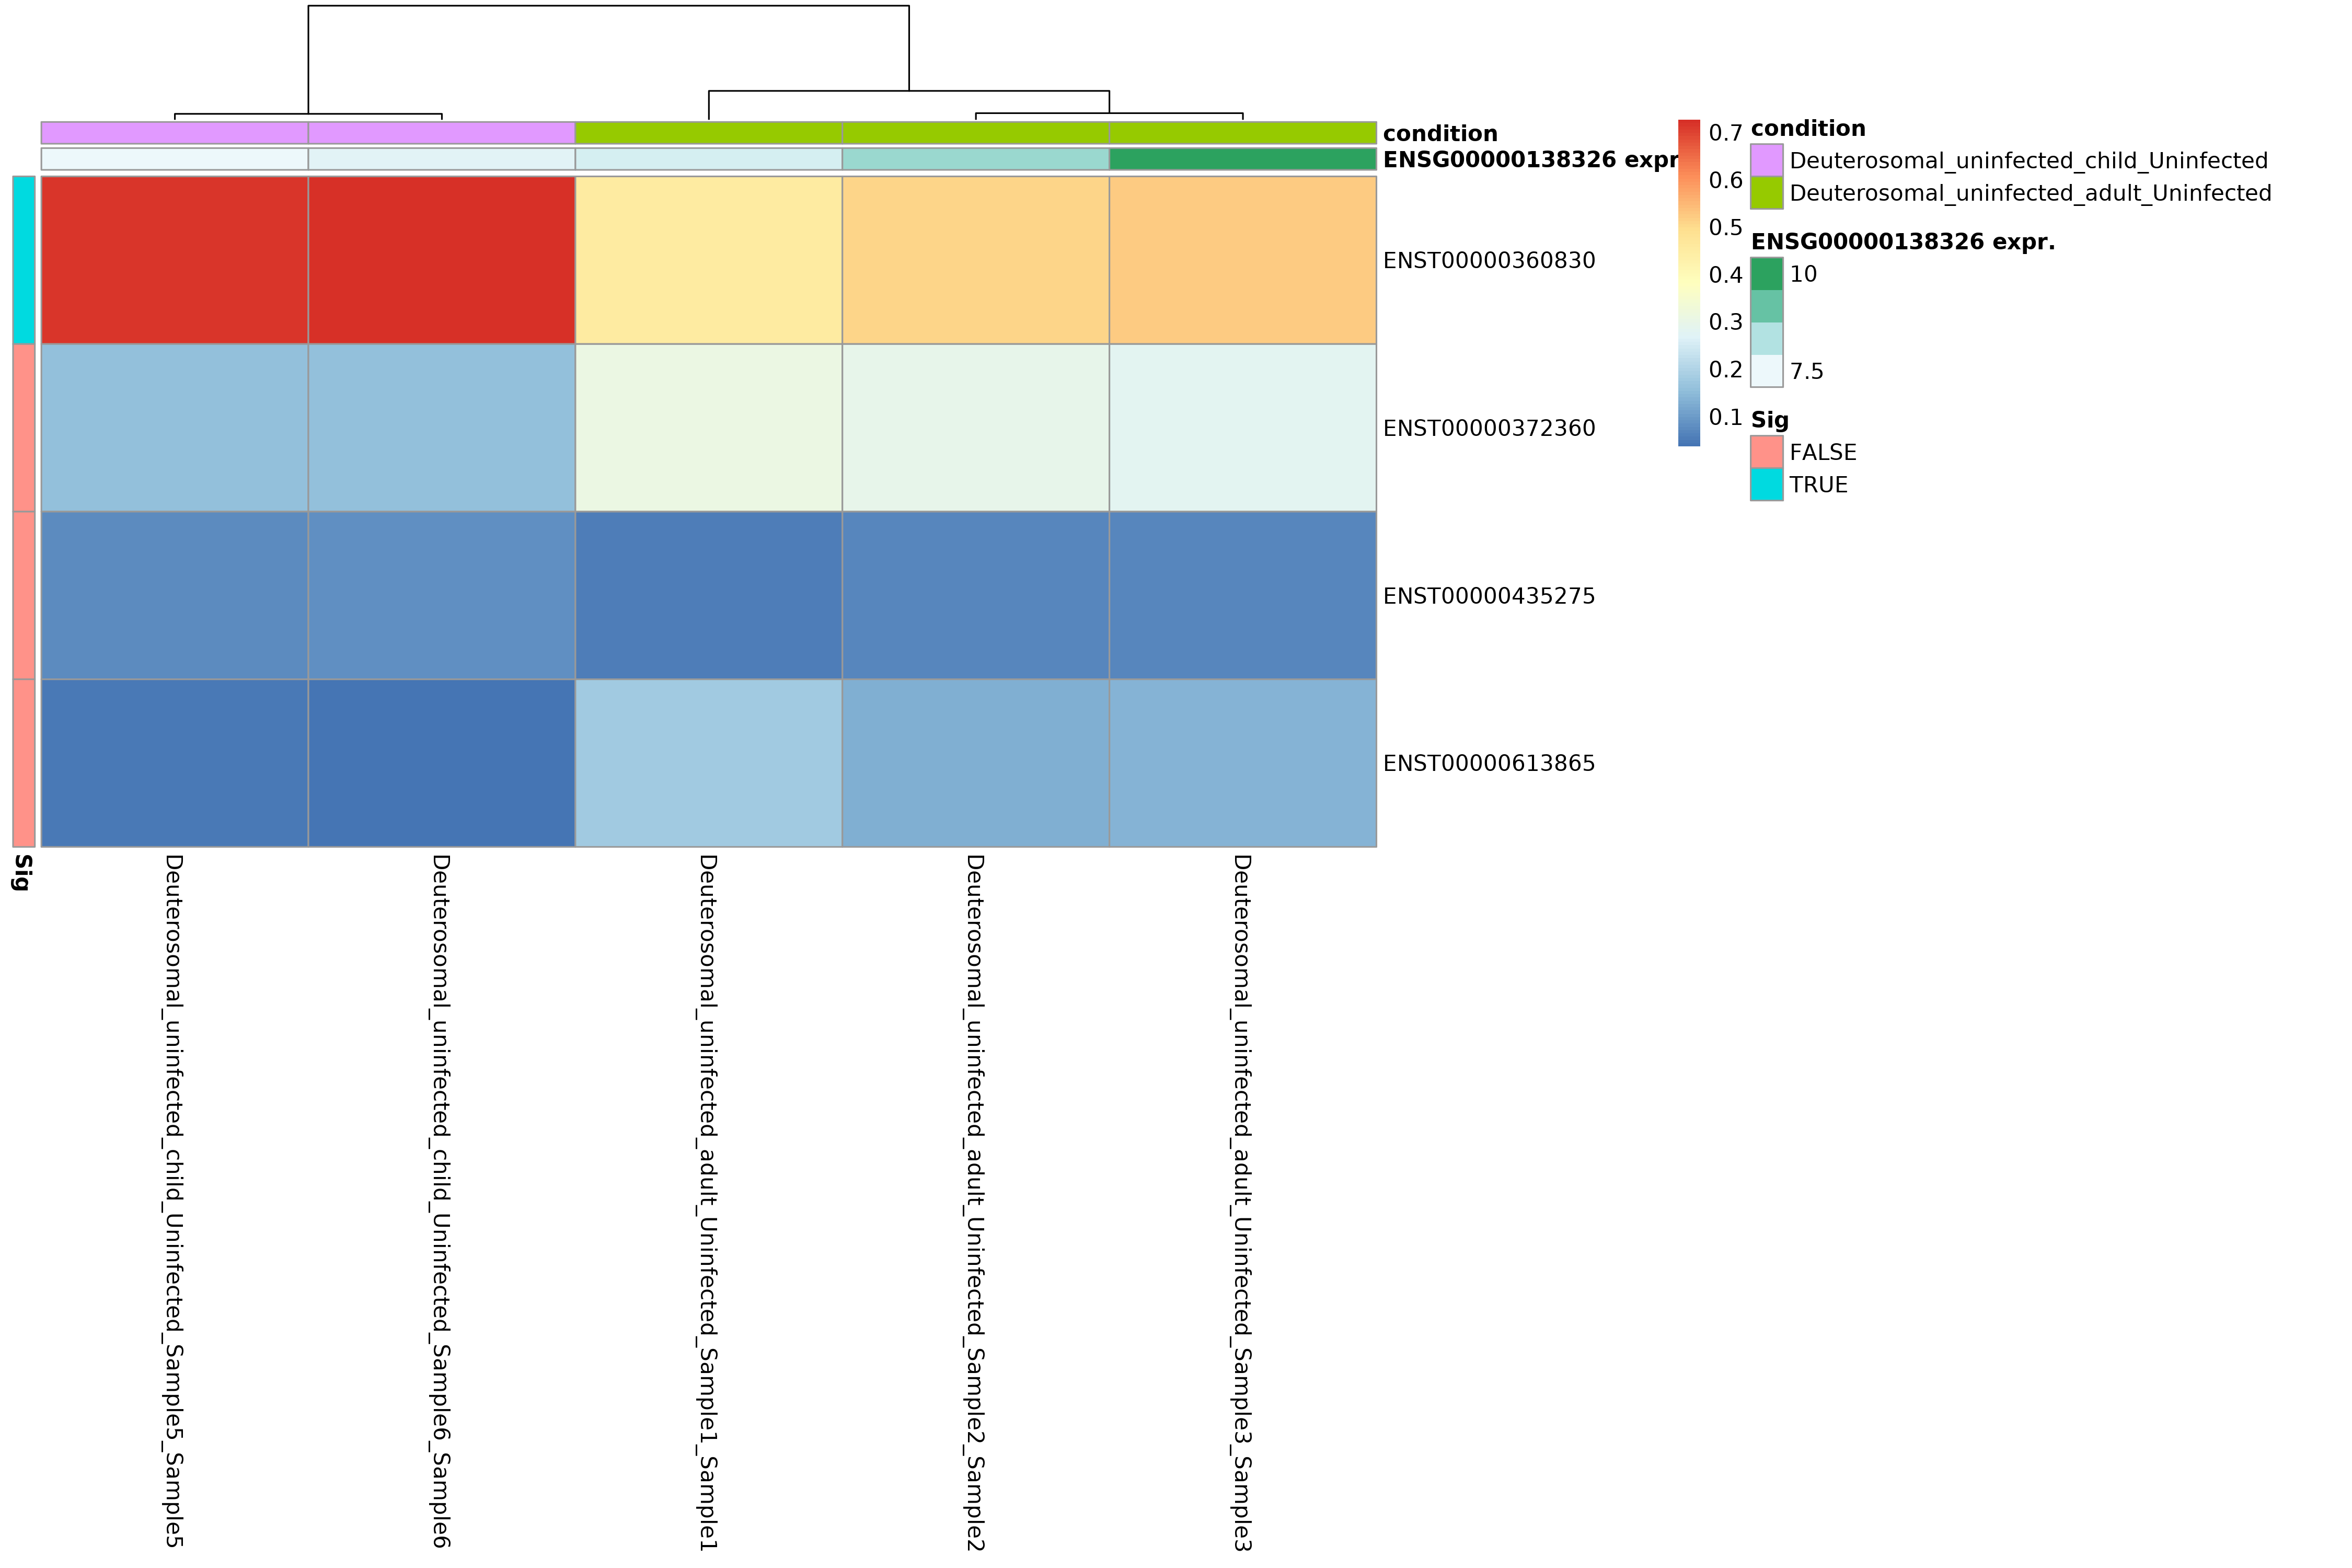 condition
ENSG00000138326 expr
ENST00000360830
ENST00000372360
ENST00000435275
ENST00000613865
0.7
0.6
0.5
0.4
0.3
0.2
0.1
condition
Deuterosomal_uninfected_child_Uninfected
Deuterosomal_uninfected_adult_Uninfected
ENSG00000138326 expr.
10
7.5
Sig
FALSE
TRUE
Sig
Deuterosomal_uninfected_child_Uninfected_Sample5_Sample5
Deuterosomal_uninfected_child_Uninfected_Sample6_Sample6
Deuterosomal_uninfected_adult_Uninfected_Sample1_Sample1
Deuterosomal_uninfected_adult_Uninfected_Sample2_Sample2
Deuterosomal_uninfected_adult_Uninfected_Sample3_Sample3